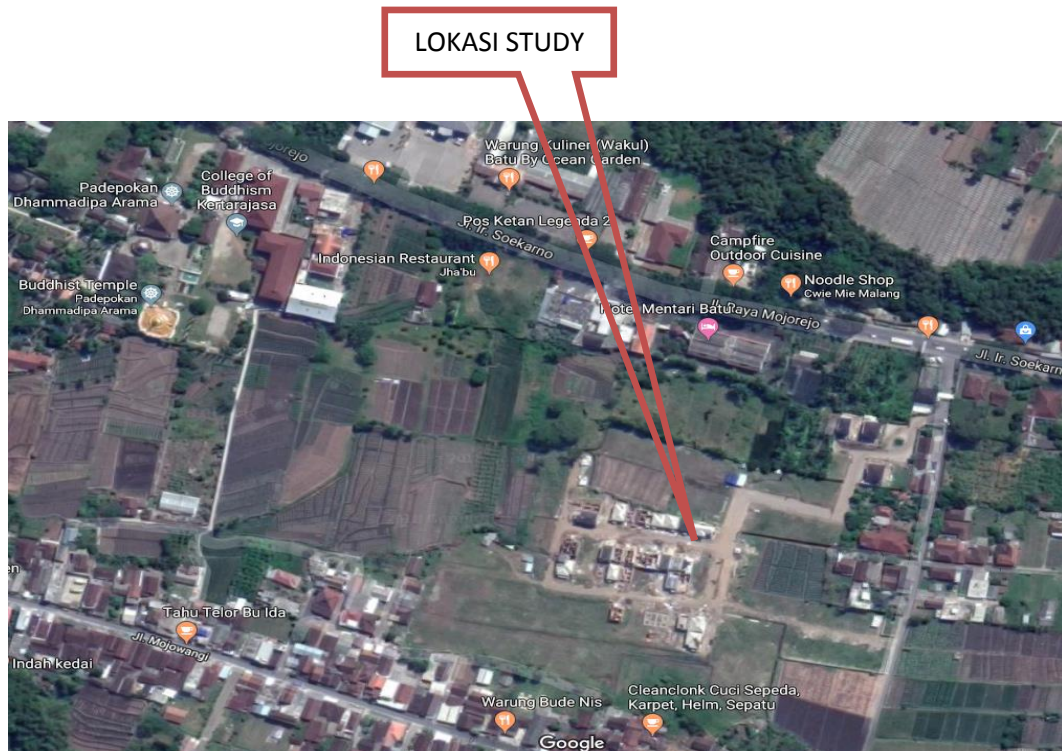 LOKASI STUDY
ojorejo
Warung Kuliner (Wakul)
Batu By Ocean Garden
College of
Buddhism
Kertarajasa
Padepokan
Dhammadipa Arama
Pos Ketan Legenda 2
Jl. Ir. Soekarno
Indonesian Restaurant
Jha'bu
Campfire
Outdoor Cuisine
Noodle Shop
Cwie Mie Malang
Buddhist Temple
Padepokan
Dhammadipa Arama
Hotel Mentari Batu
Jl. Raya Mojorejo
Jl. Ir. Soekarno
en
Tahu Telor Bu Ida
Jl. Mojowangi
Indah kedai
Warung Bude Nis
Cleanclonk Cuci Sepeda,
Karpet, Helm, Sepatu
Google